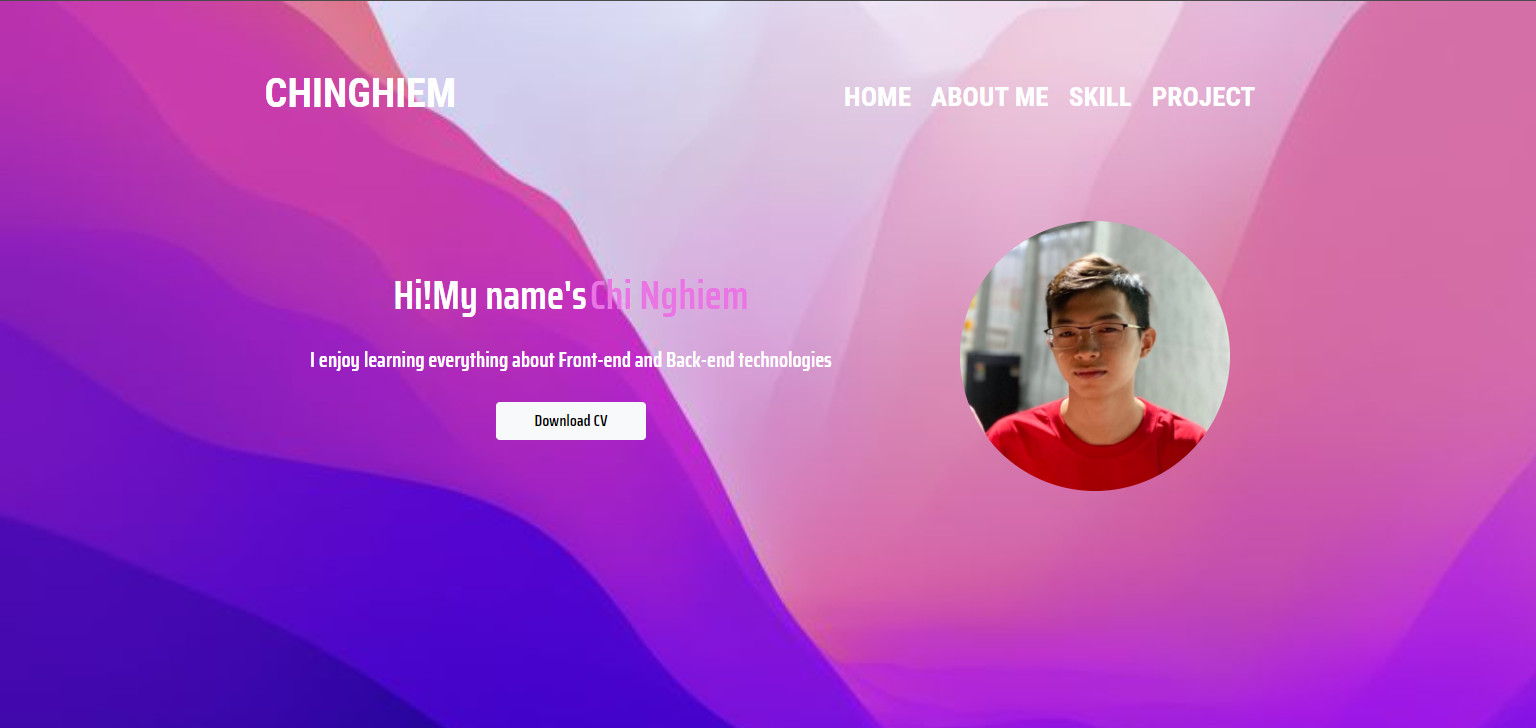 CHINGHIEM
HOME ABOUT ME SKILL PROJECT
Hi!My name's Chi Nghiem
I enjoy learning everything about Front-end and Back-end technologies
Download CV